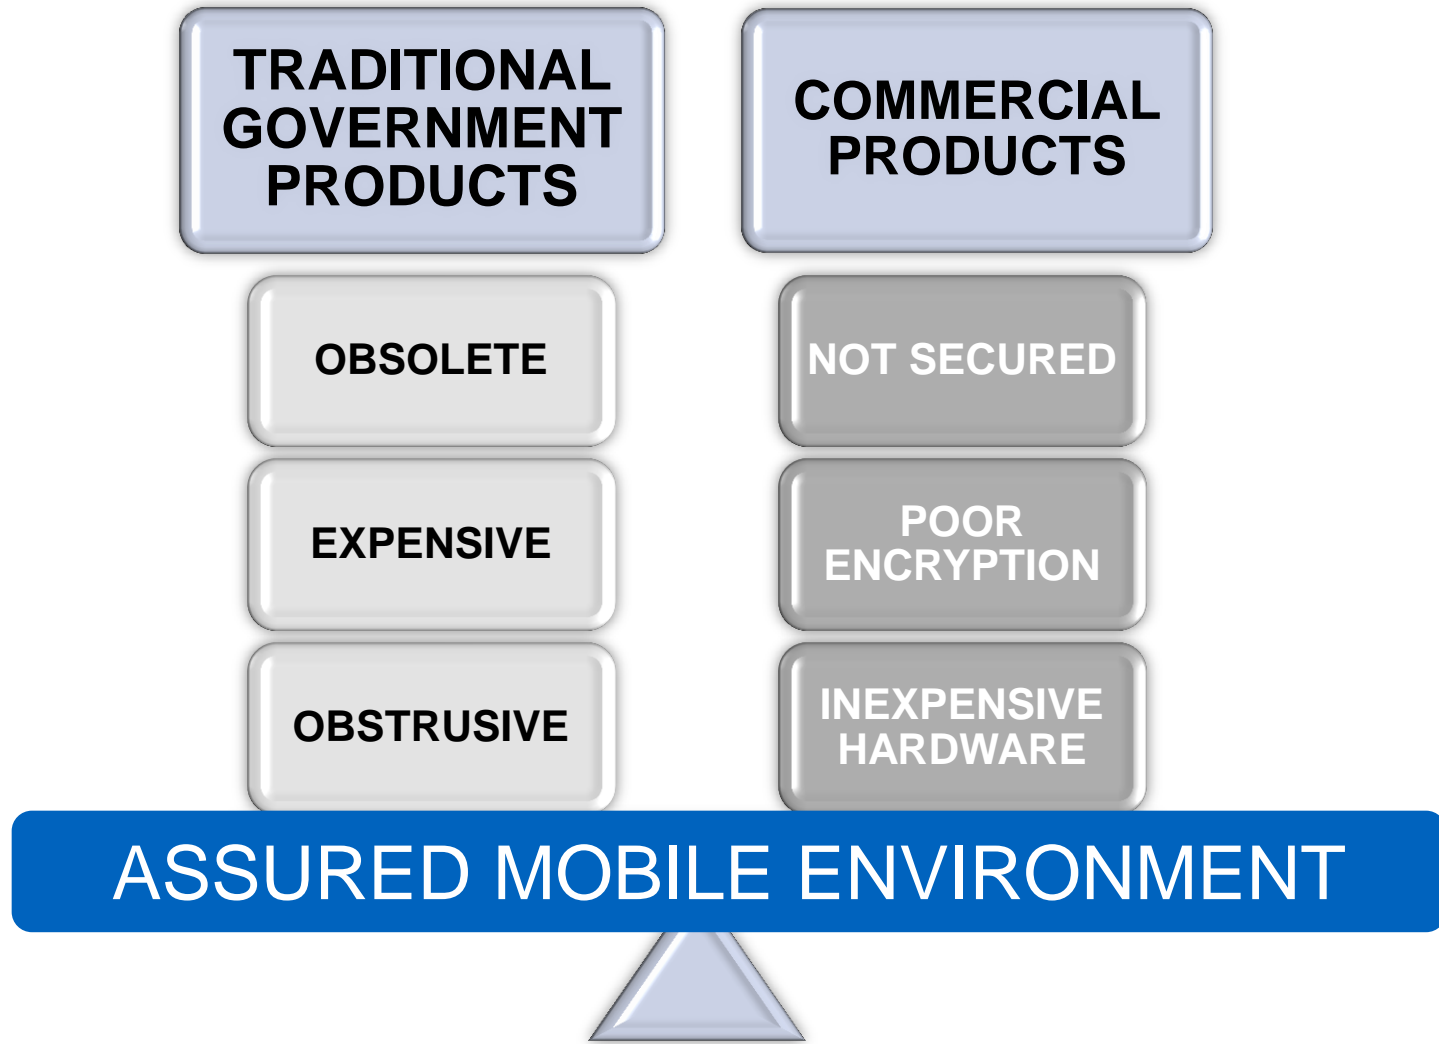 TRADITIONAL
GOVERNMENT
PRODUCTS
COMMERCIAL
PRODUCTS
OBSOLETE
NOT SECURED
EXPENSIVE
POOR
ENCRYPTION
OBSTRUSIVE
INEXPENSIVE
HARDWARE
ASSURED MOBILE ENVIRONMENT